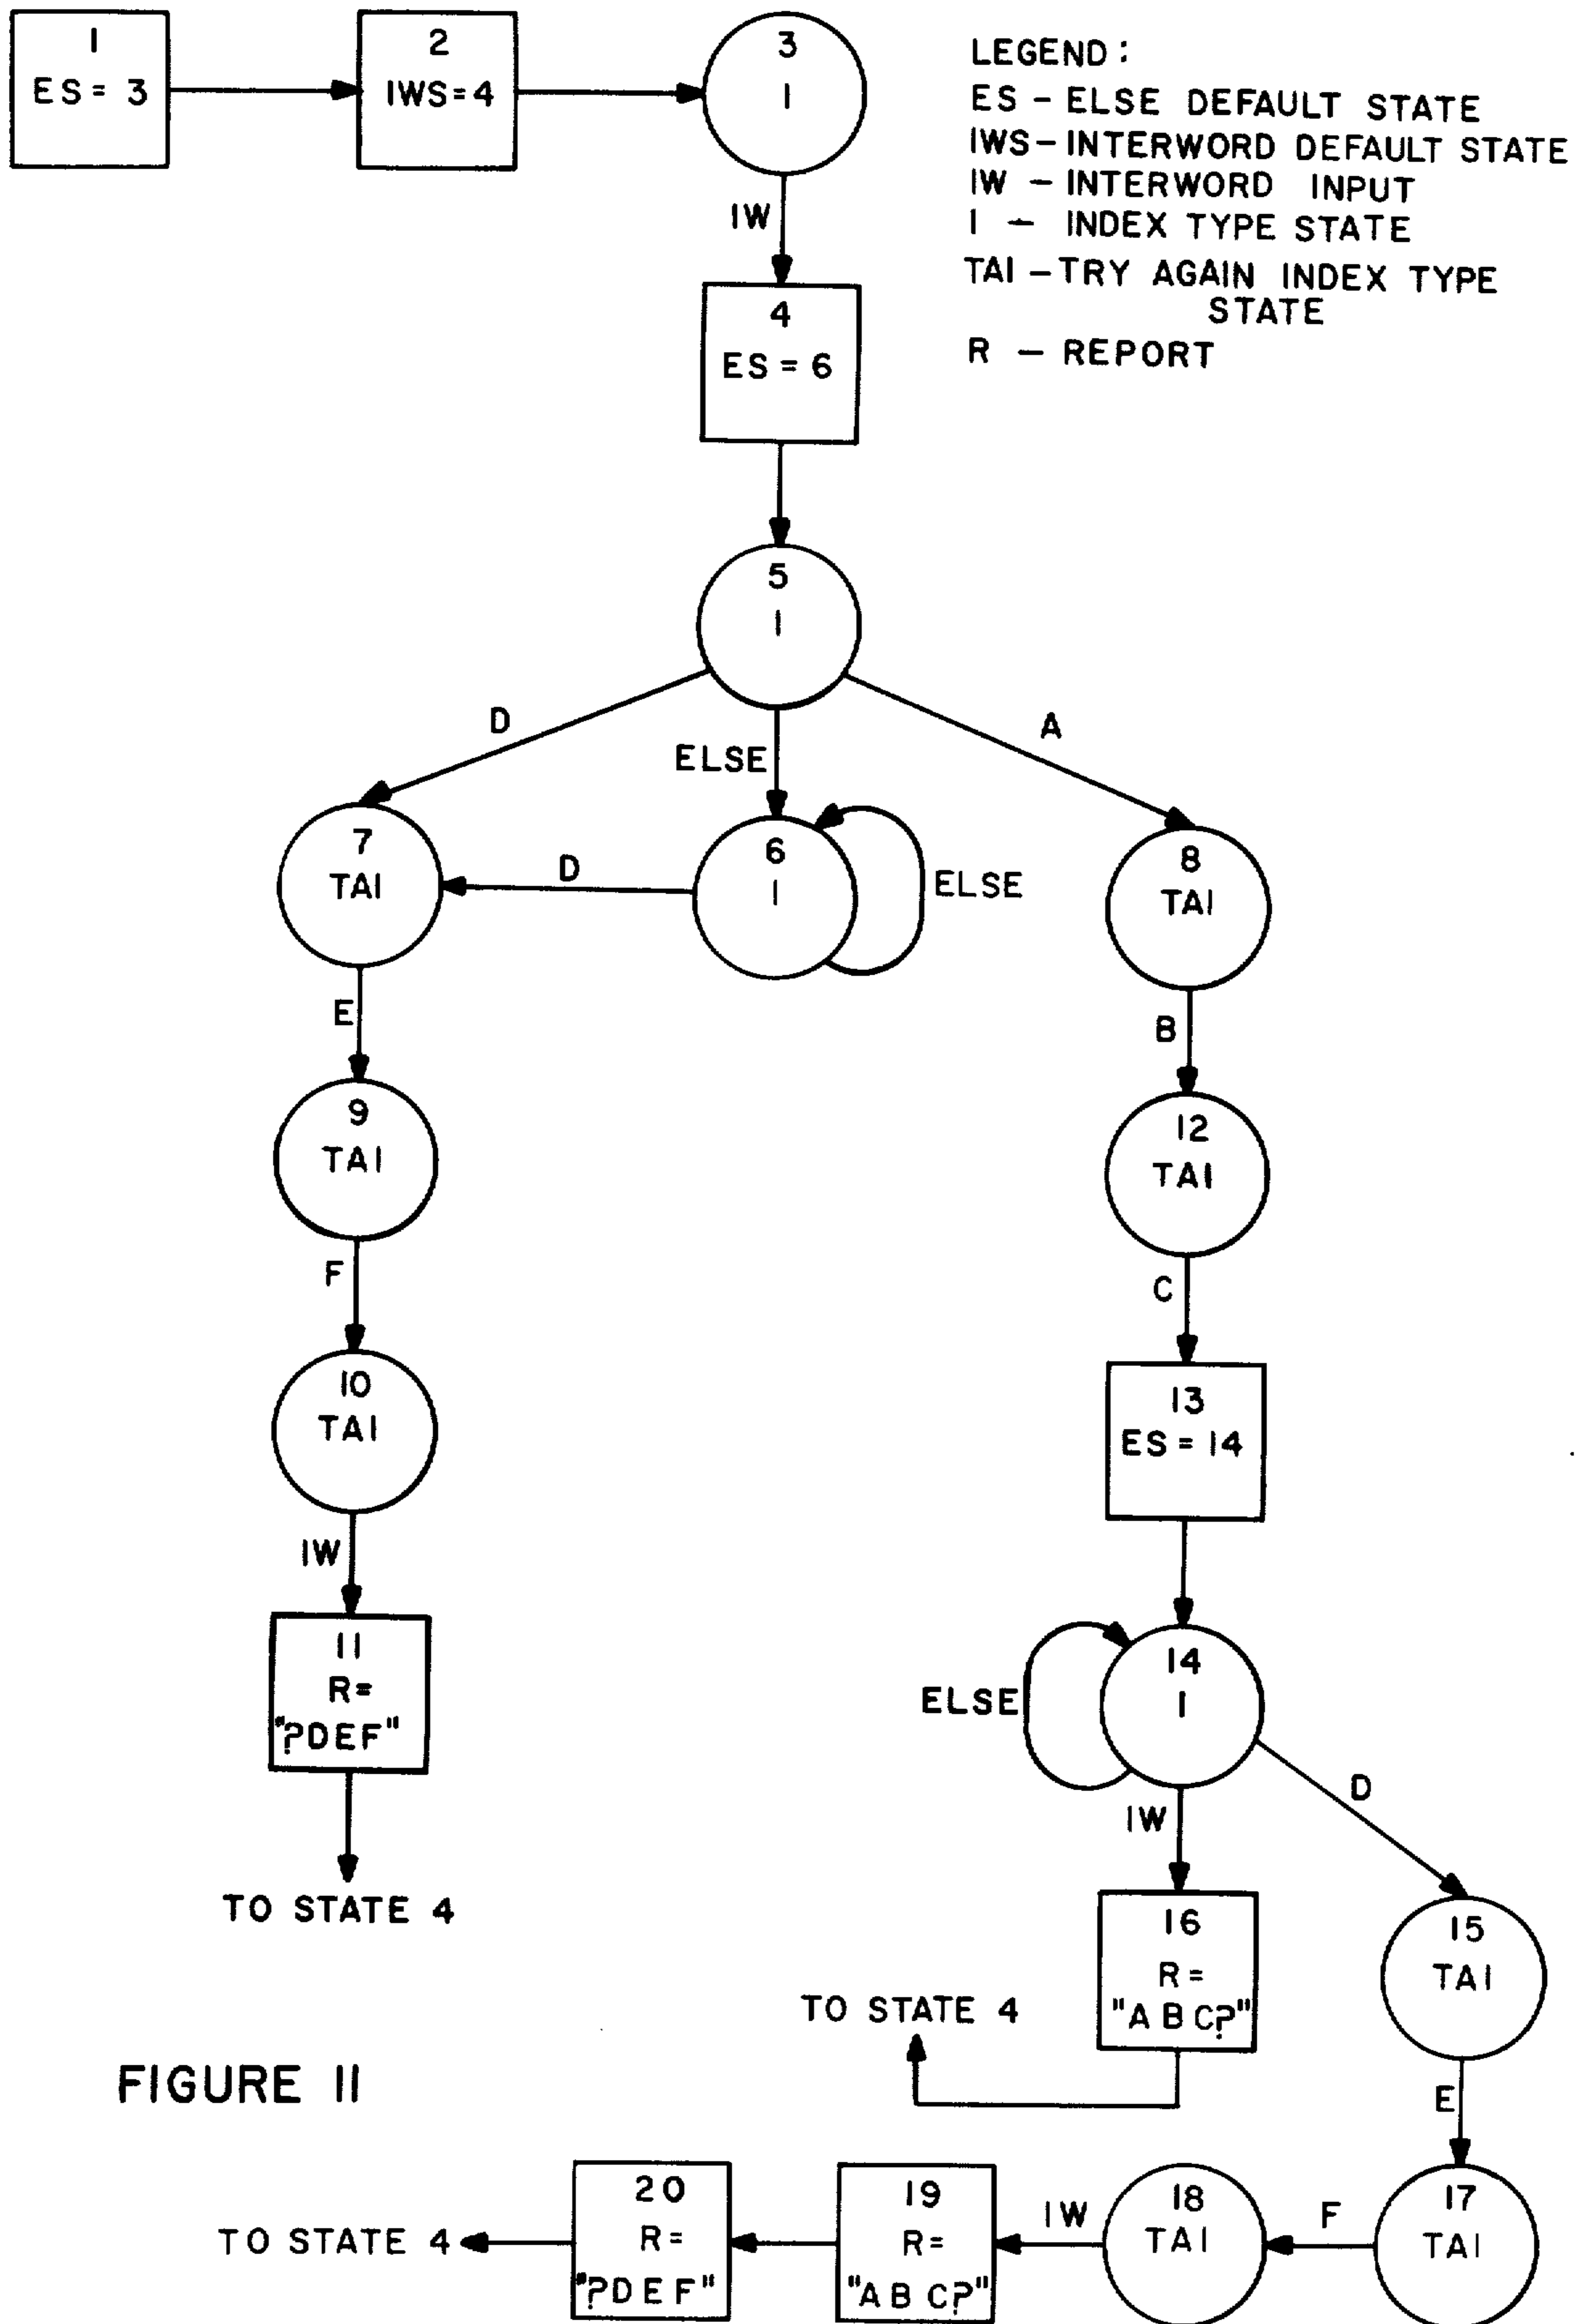 1
ES = 3
2
IWS=4
3
I
LEGEND :
ES - ELSE DEFAULT STATE
IWS - INTERWORD DEFAULT STATE
IW - INTERWORD INPUT
I - INDEX TYPE STATE
TAI - TRY AGAIN INDEX TYPE
STATE
R - REPORT
IW
4
ES = 6
5
I
D
ELSE
A
7
TAI
D
6
I
ELSE
8
TAI
E
B
9
TAI
12
TAI
F
C
10
TAI
13
ES = 14
IW
11
R=
"?DEF"
TO STATE 4
ELSE
14
I
D
IW
16
R=
"A B C?"
15
TAI
TO STATE 4
E
FIGURE 11
TO STATE 4
20
R=
"?D E F"
19
R=
"A B C?"
IW
18
TAI
F
17
TAI